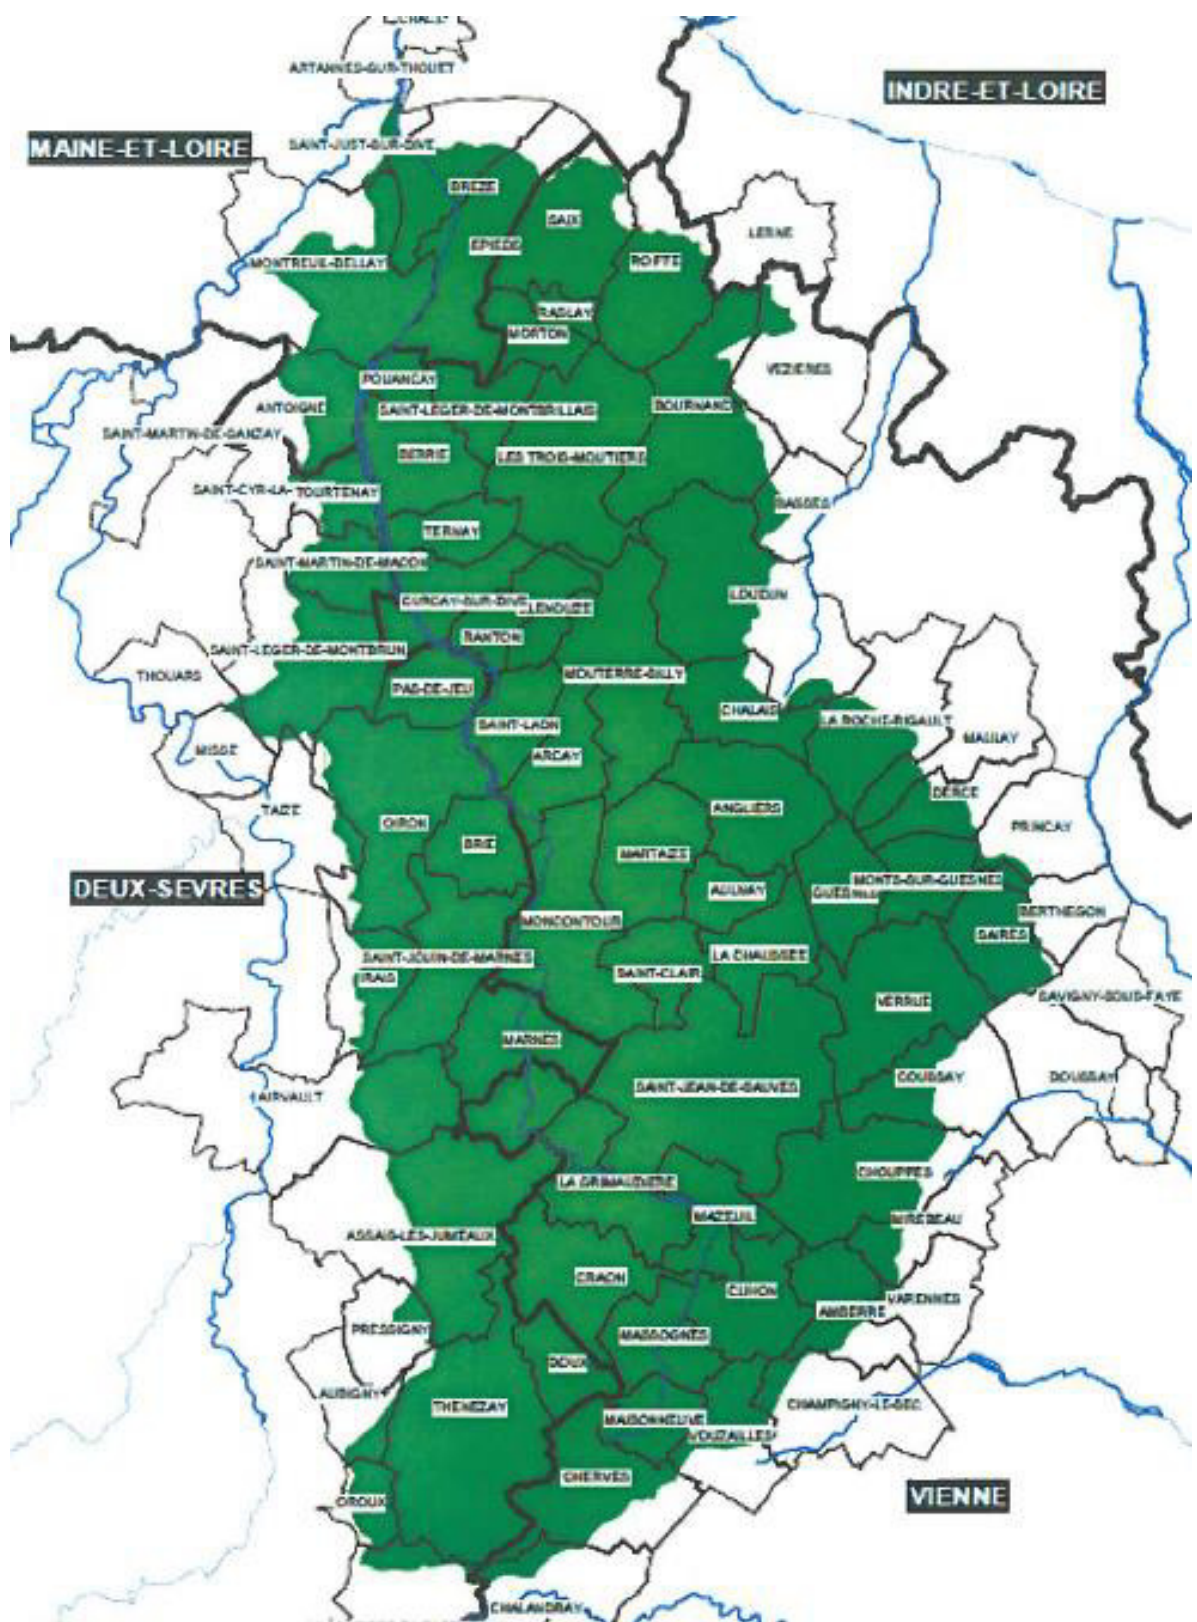 ARTANNES-SUR-THOUET
INDRE-ET-LOIRE
MAINE-ET-LOIRE
SAINT-JUST-SUR-DIVE
BREZE
SAIX
LERNE
EPIEDS
MONTREUIL-BELLAY
ROIFFE
RASLAY
MORTON
VEZIERES
POUANCAY
ANTOIGNE
SAINT-LEGER-DE-MONTBRILLAIS
BOURNAND
SAINT-MARTIN-DE-SANZAY
BERRIE
LES TROIS-MOUTIERS
SAINT-CYR-LA-
TOURTENAY
BASSES
TERNAY
SAINT-MARTIN-DE-MACON
CURCAY-SUR-DIVE
GLENOUZE
LOUDUN
RANTON
SAINT-LEGER-DE-MONTBRUN
THOUARS
MOUTERRE-SILLY
PAS-DE-JEU
CHALAIS
LA ROCHE-RIGAULT
SAINT-LAON
MAULAY
MISSE
ARCAY
DERCE
TAIZE
ANGLIERS
OIRON
PRINCAY
BRIE
MARTAIZE
DEUX-SEVRES
AULNAY
GUESNES
MONTS-SUR-GUESNES
BERTHEGON
MONCONTOUR
SAIRES
SAINT-JOUIN-DE-MARNES
LA CHAUSSEE
IRAIS
SAINT-CLAIR
VERRUE
SAVIGNY-SOUS-FAYE
MARNES
COUSSAY
DOUSSAY
SAINT-JEAN-DE-SAUVES
AIRVAULT
CHOUPPES
LA GRIMAUDIERE
MAZEUIL
MIREBEAU
ASSAIS-LES-JUMEAUX
CRAON
CUHON
VARENNES
AMBERRE
PRESSIGNY
MASSOGNES
DOUX
AUBIGNY
THENEZAY
CHAMPIGNY-LE-SEC
MAISONNEUVE
VOUZAILLES
CHERVES
VIENNE
OROUX
CHALANDRAY